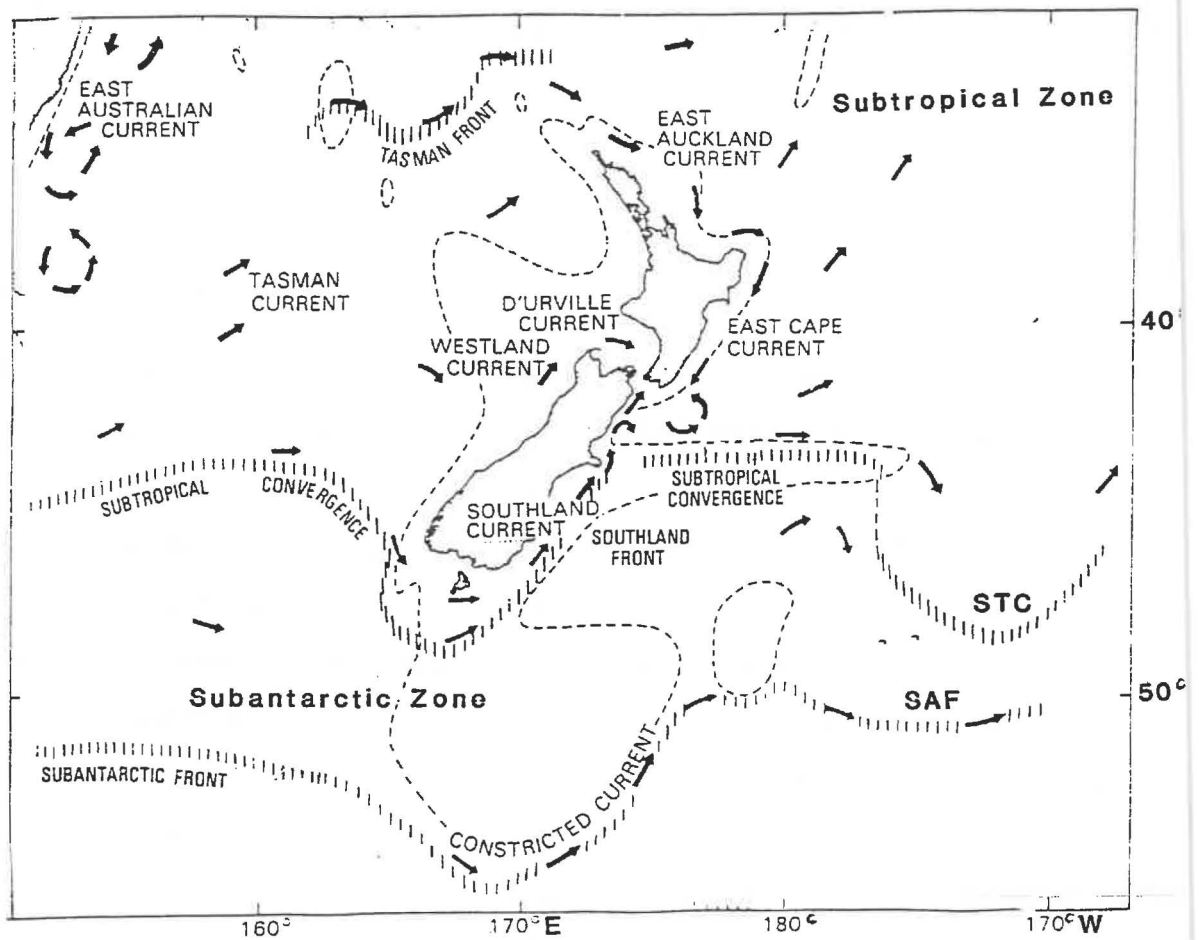 EAST
AUSTRALIAN
CURRENT
TASMAN FRONT
EAST
AUCKLAND
CURRENT
Subtropical Zone
TASMAN
CURRENT
D'URVILLE
CURRENT
WESTLAND
CURRENT
EAST CAPE
CURRENT
40°
SUBTROPICAL CONVERGENCE
SUBTROPICAL
CONVERGENCE
SOUTHLAND
CURRENT
SOUTHLAND
FRONT
STC
Subantarctic Zone
SAF
50°
SUBANTARCTIC FRONT
CONSTRICTED CURRENT
160° 170°E 180° 170°W